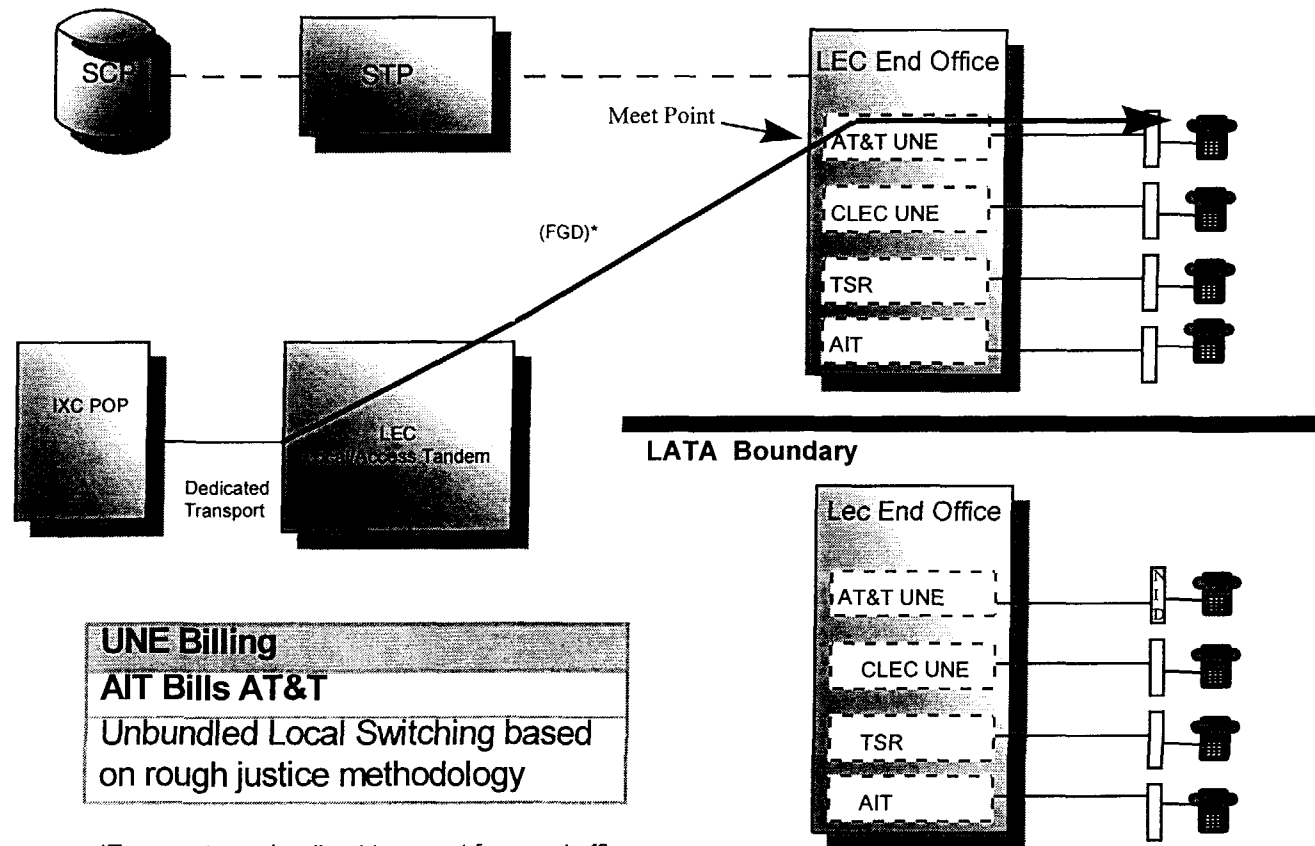 SCP
STP
LEC End Office
Meet Point
AT&T UNE
CLEC UNE
(FGD)*
TSR
AIT
IXC POP
LEC
Access Tandem
Dedicated
Transport
LATA Boundary
Lec End Office
AT&T UNE
NID
CLEC UNE
TSR
AIT
UNE Billing
AIT Bills AT&T
Unbundled Local Switching based
on rough justice methodology